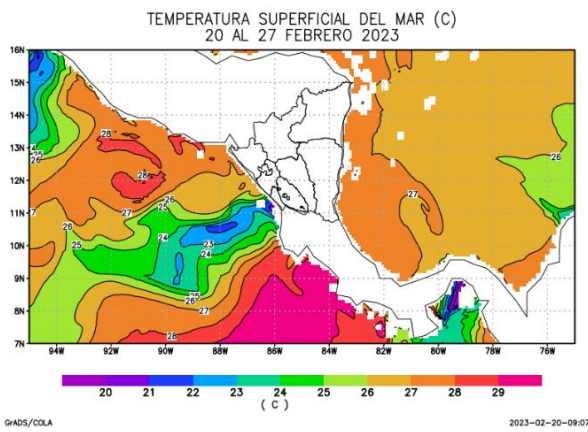 TEMPERATURA SUPERFICIAL DEL MAR (C)
20 AL 27 FEBRERO 2023
16N
15N
14N
13N
12N
11N
10N
9N
8N
7N
28
28
26
26
25
27
24
23
24
26
25
26
27
28
27
26
94W
92W
90W
88W
86W
84W
82W
80W
78W
76W
20 21 22 23 24 25 26 27 28 29
( C )
GrADS/COLA
2023-02-20-09:07